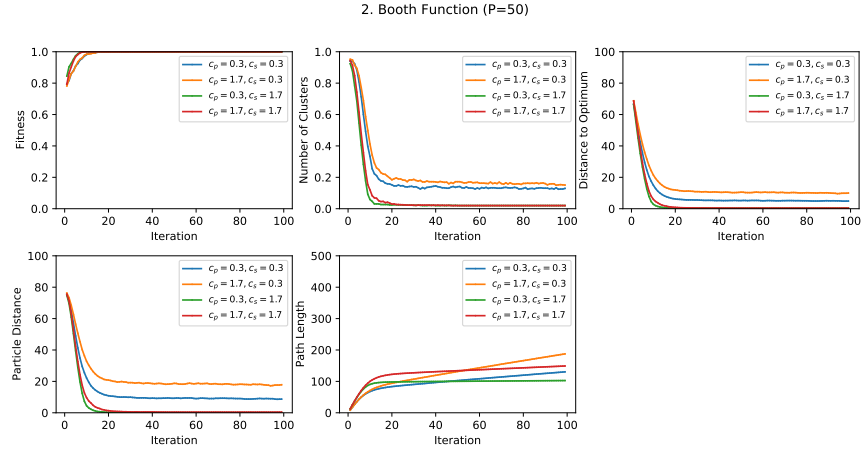 2. Booth Function (P=50)
Fitness
1.0
0.8
0.6
0.4
0.2
0.0
0 20 40 60 80 100
Iteration
c_p = 0.3, c_s = 0.3
c_p = 1.7, c_s = 0.3
c_p = 0.3, c_s = 1.7
c_p = 1.7, c_s = 1.7
Number of Clusters
1.0
0.8
0.6
0.4
0.2
0.0
0 20 40 60 80 100
Iteration
c_p = 0.3, c_s = 0.3
c_p = 1.7, c_s = 0.3
c_p = 0.3, c_s = 1.7
c_p = 1.7, c_s = 1.7
Distance to Optimum
100
80
60
40
20
0
0 20 40 60 80 100
Iteration
c_p = 0.3, c_s = 0.3
c_p = 1.7, c_s = 0.3
c_p = 0.3, c_s = 1.7
c_p = 1.7, c_s = 1.7
Particle Distance
100
80
60
40
20
0
0 20 40 60 80 100
Iteration
c_p = 0.3, c_s = 0.3
c_p = 1.7, c_s = 0.3
c_p = 0.3, c_s = 1.7
c_p = 1.7, c_s = 1.7
Path Length
500
400
300
200
100
0
0 20 40 60 80 100
Iteration
c_p = 0.3, c_s = 0.3
c_p = 1.7, c_s = 0.3
c_p = 0.3, c_s = 1.7
c_p = 1.7, c_s = 1.7